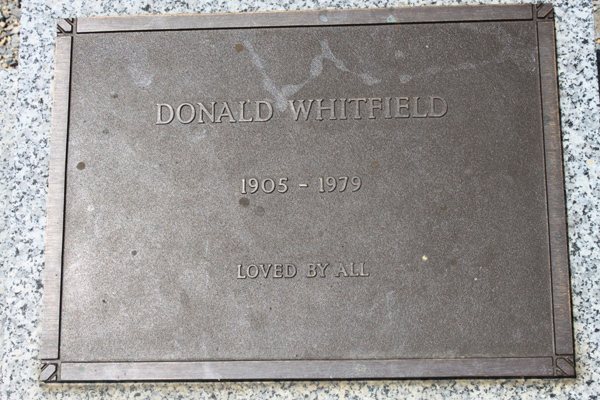 DONALD WHITFIELD
1905 - 1979
LOVED BY ALL